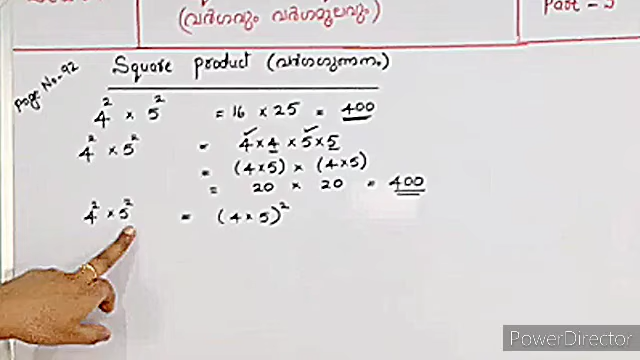 (വർഗവും വർഗമൂലവും)
Part - 3
Page No-92
Square product (വർഗഗുണനം)
4² × 5² = 16 × 25 = 400
4² × 5² = 4 × 4 × 5 × 5
= (4×5) × (4×5)
= 20 × 20 = 400
4² × 5² = (4 × 5)²
PowerDirector